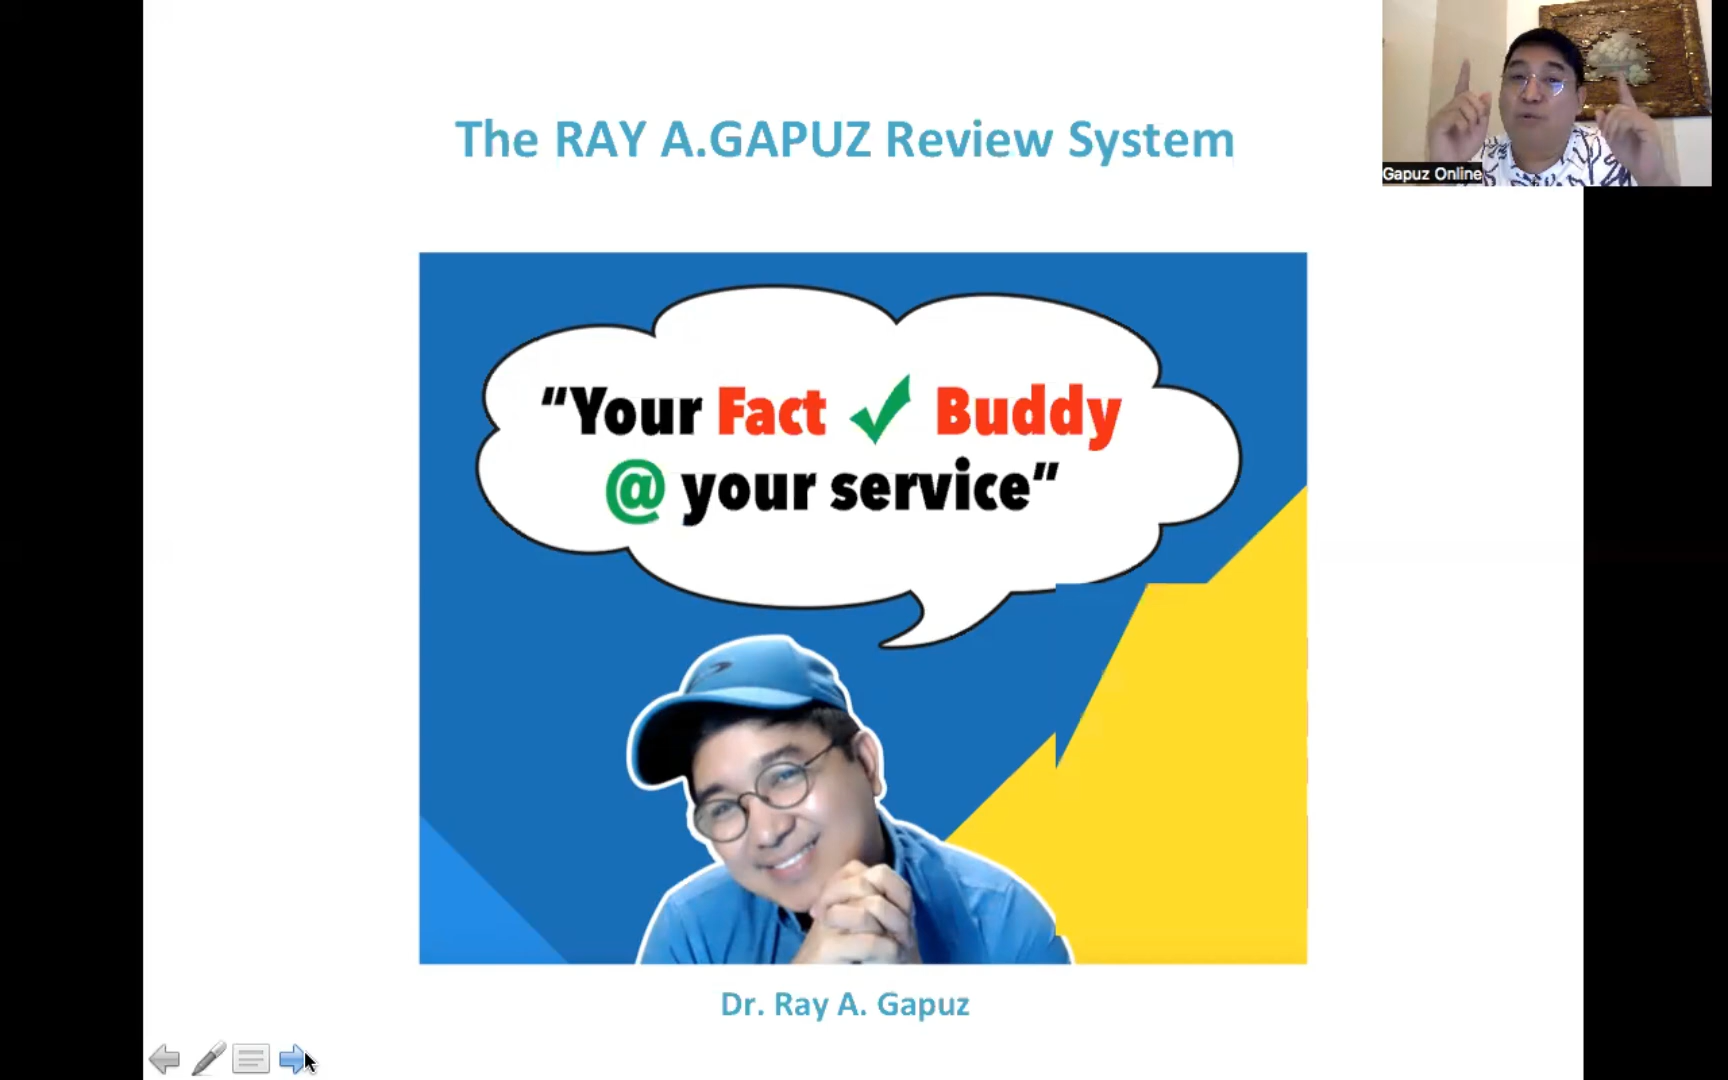 The RAY A.GAPUZ Review System
Gapuz Online
“Your Fact ✓ Buddy
@ your service”
Dr. Ray A. Gapuz